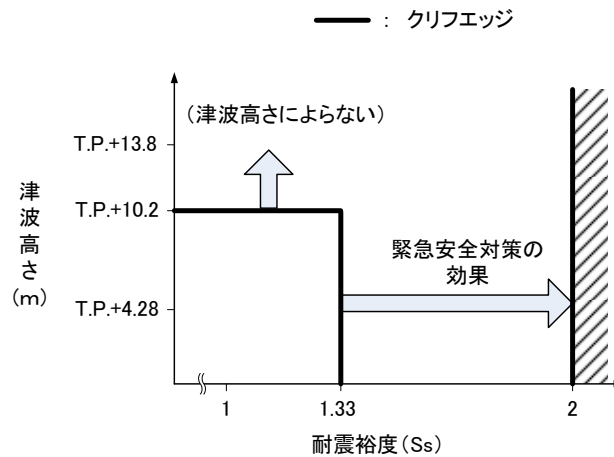 ： クリフエッジ
（津波高さによらない）
T.P.+13.8
T.P.+10.2
T.P.+4.28
津波高さ（ｍ）
緊急安全対策の
効果
1
1.33
2
耐震裕度（Ss）